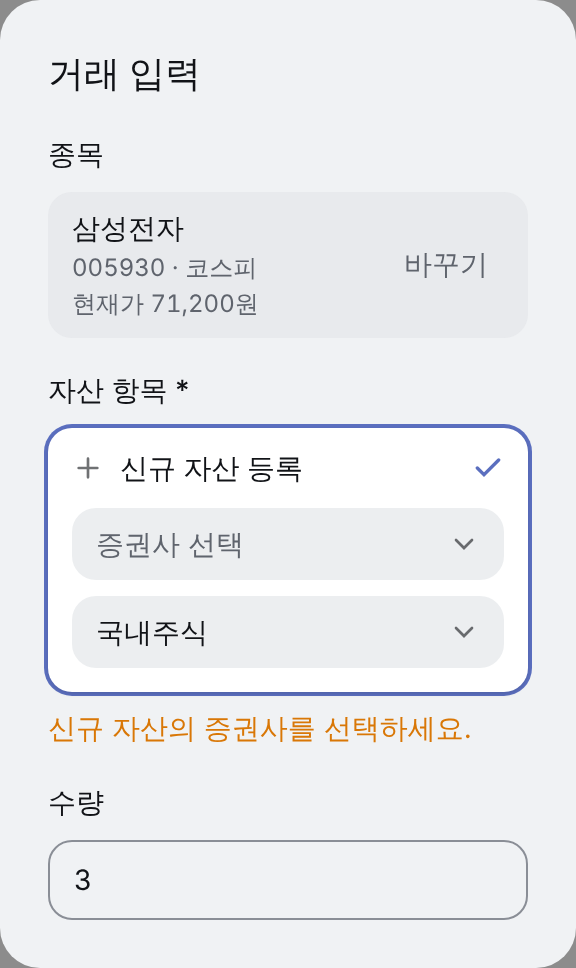 거래 입력
종목
삼성전자
005930 · 코스피
현재가 71,200원
바꾸기
자산 항목 *
신규 자산 등록
증권사 선택
국내주식
신규 자산의 증권사를 선택하세요.
수량
3